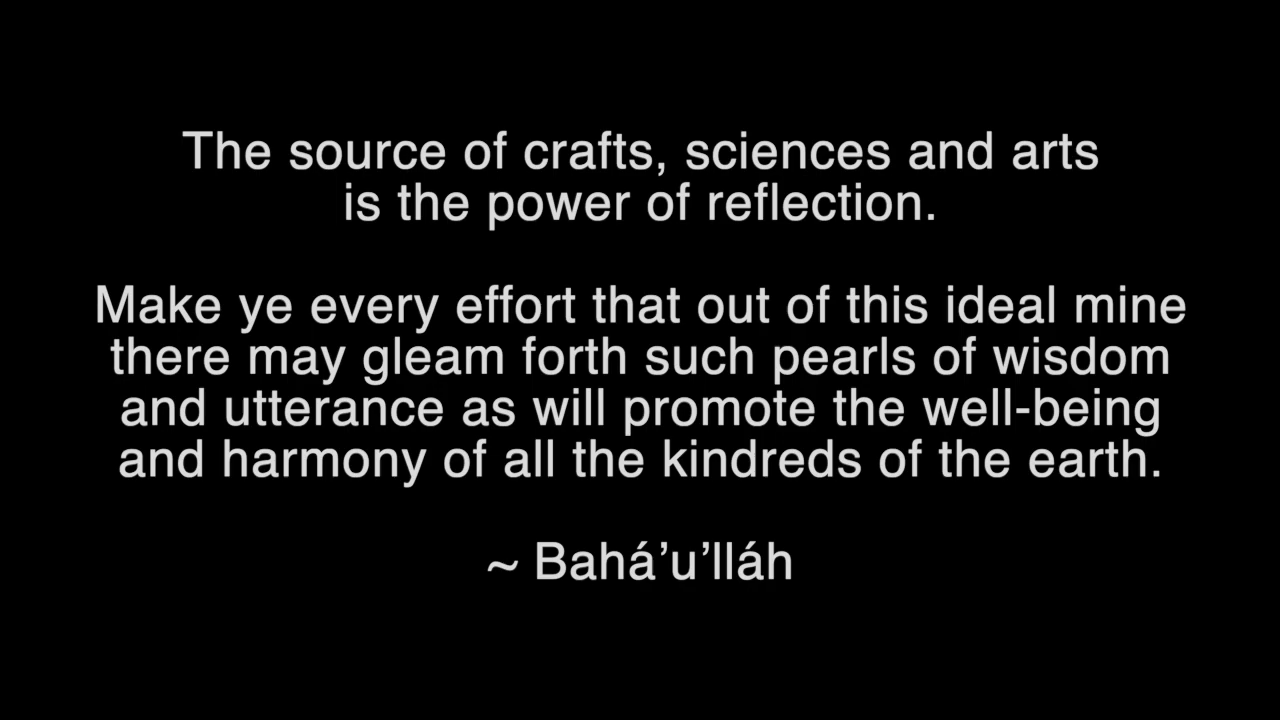 The source of crafts, sciences and arts
is the power of reflection.
Make ye every effort that out of this ideal mine
there may gleam forth such pearls of wisdom
and utterance as will promote the well-being
and harmony of all the kindreds of the earth.
~ Bahá’u’lláh